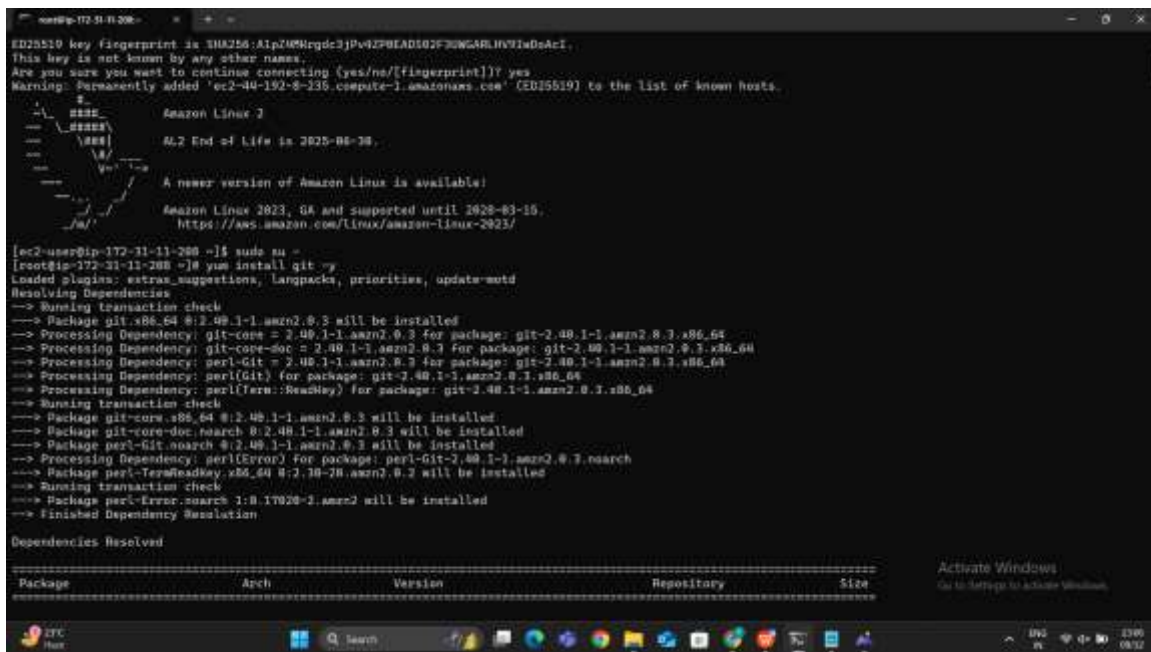 root@ip-172-31-11-208:~
ED25519 key fingerprint is
This key is not known by any other names.
Are you sure you want to continue connecting (yes/no/[fingerprint])? yes
Warning: Permanently added 'ec2-44-192-8-235.compute-1.amazonaws.com' (ED25519) to the list of known hosts.
Amazon Linux 2
AL2 End of Life is 2025-06-30.
A newer version of Amazon Linux is available!
Amazon Linux 2023, GA and supported until 2028-03-15.
https://aws.amazon.com/linux/amazon-linux-2023/
[ec2-user@ip-172-31-11-208 ~]$ sudo su -
[root@ip-172-31-11-208 ~]# yum install git -y
Loaded plugins: extras_suggestions, langpacks, priorities, update-motd
Resolving Dependencies
--> Running transaction check
---> Package git.x86_64 0:2.40.1-1.amzn2.0.3 will be installed
--> Processing Dependency: git-core = 2.40.1-1.amzn2.0.3 for package: git-2.40.1-1.amzn2.0.3.x86_64
--> Processing Dependency: git-core-doc = 2.40.1-1.amzn2.0.3 for package: git-2.40.1-1.amzn2.0.3.x86_64
--> Processing Dependency: perl-Git = 2.40.1-1.amzn2.0.3 for package: git-2.40.1-1.amzn2.0.3.x86_64
--> Processing Dependency: perl(Git) for package: git-2.40.1-1.amzn2.0.3.x86_64
--> Processing Dependency: perl(Term::ReadKey) for package: git-2.40.1-1.amzn2.0.3.x86_64
--> Running transaction check
---> Package git-core.x86_64 0:2.40.1-1.amzn2.0.3 will be installed
---> Package git-core-doc.noarch 0:2.40.1-1.amzn2.0.3 will be installed
---> Package perl-Git.noarch 0:2.40.1-1.amzn2.0.3 will be installed
--> Processing Dependency: perl(Error) for package: perl-Git-2.40.1-1.amzn2.0.3.noarch
---> Package perl-TermReadKey.x86_64 0:2.30-20.amzn2.0.2 will be installed
--> Running transaction check
---> Package perl-Error.noarch 1:0.17020-2.amzn2 will be installed
--> Finished Dependency Resolution
Dependencies Resolved
Package Arch Version Repository Size
Activate Windows
Go to Settings to activate Windows.
23°C
Haze
Search
ENG
IN